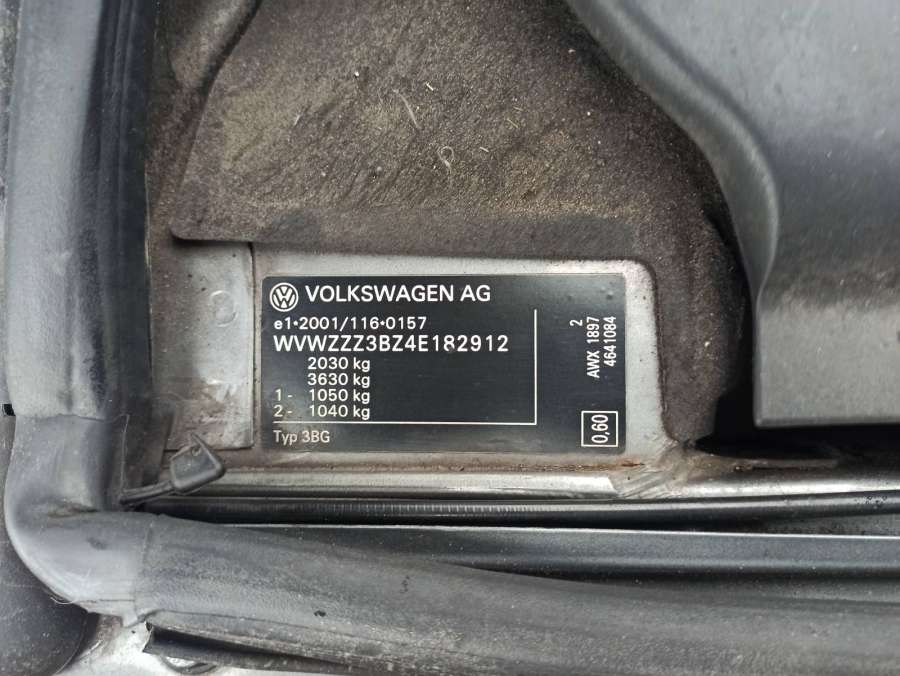 VOLKSWAGEN AG
e1•2001/116•0157
WVWZZZ3BZ4E182912
2030 kg
3630 kg
1 - 1050 kg
2 - 1040 kg
Typ 3BG
2
AWX 1897
4641084
0,60